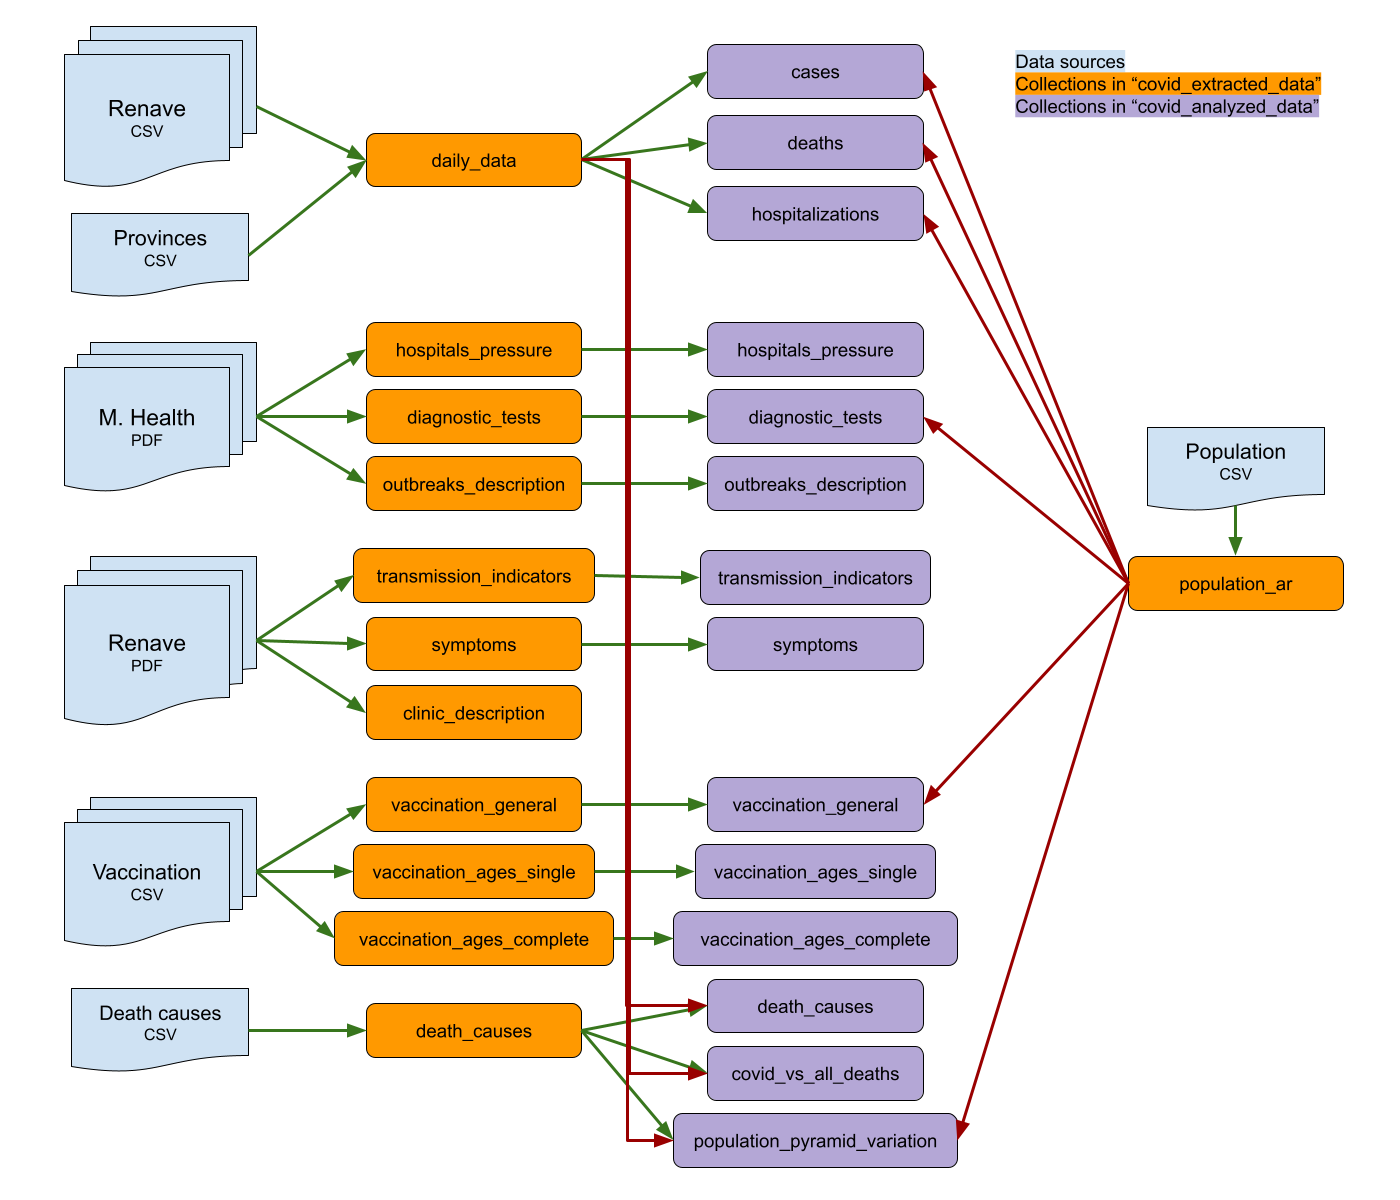 Renave
CSV
Provinces
CSV
daily_data
cases
deaths
hospitalizations
Data sources
Collections in “covid_extracted_data”
Collections in “covid_analyzed_data”
M. Health
PDF
hospitals_pressure
diagnostic_tests
outbreaks_description
hospitals_pressure
diagnostic_tests
outbreaks_description
Population
CSV
population_ar
Renave
PDF
transmission_indicators
symptoms
clinic_description
transmission_indicators
symptoms
Vaccination
CSV
vaccination_general
vaccination_ages_single
vaccination_ages_complete
vaccination_general
vaccination_ages_single
vaccination_ages_complete
Death causes
CSV
death_causes
death_causes
covid_vs_all_deaths
population_pyramid_variation